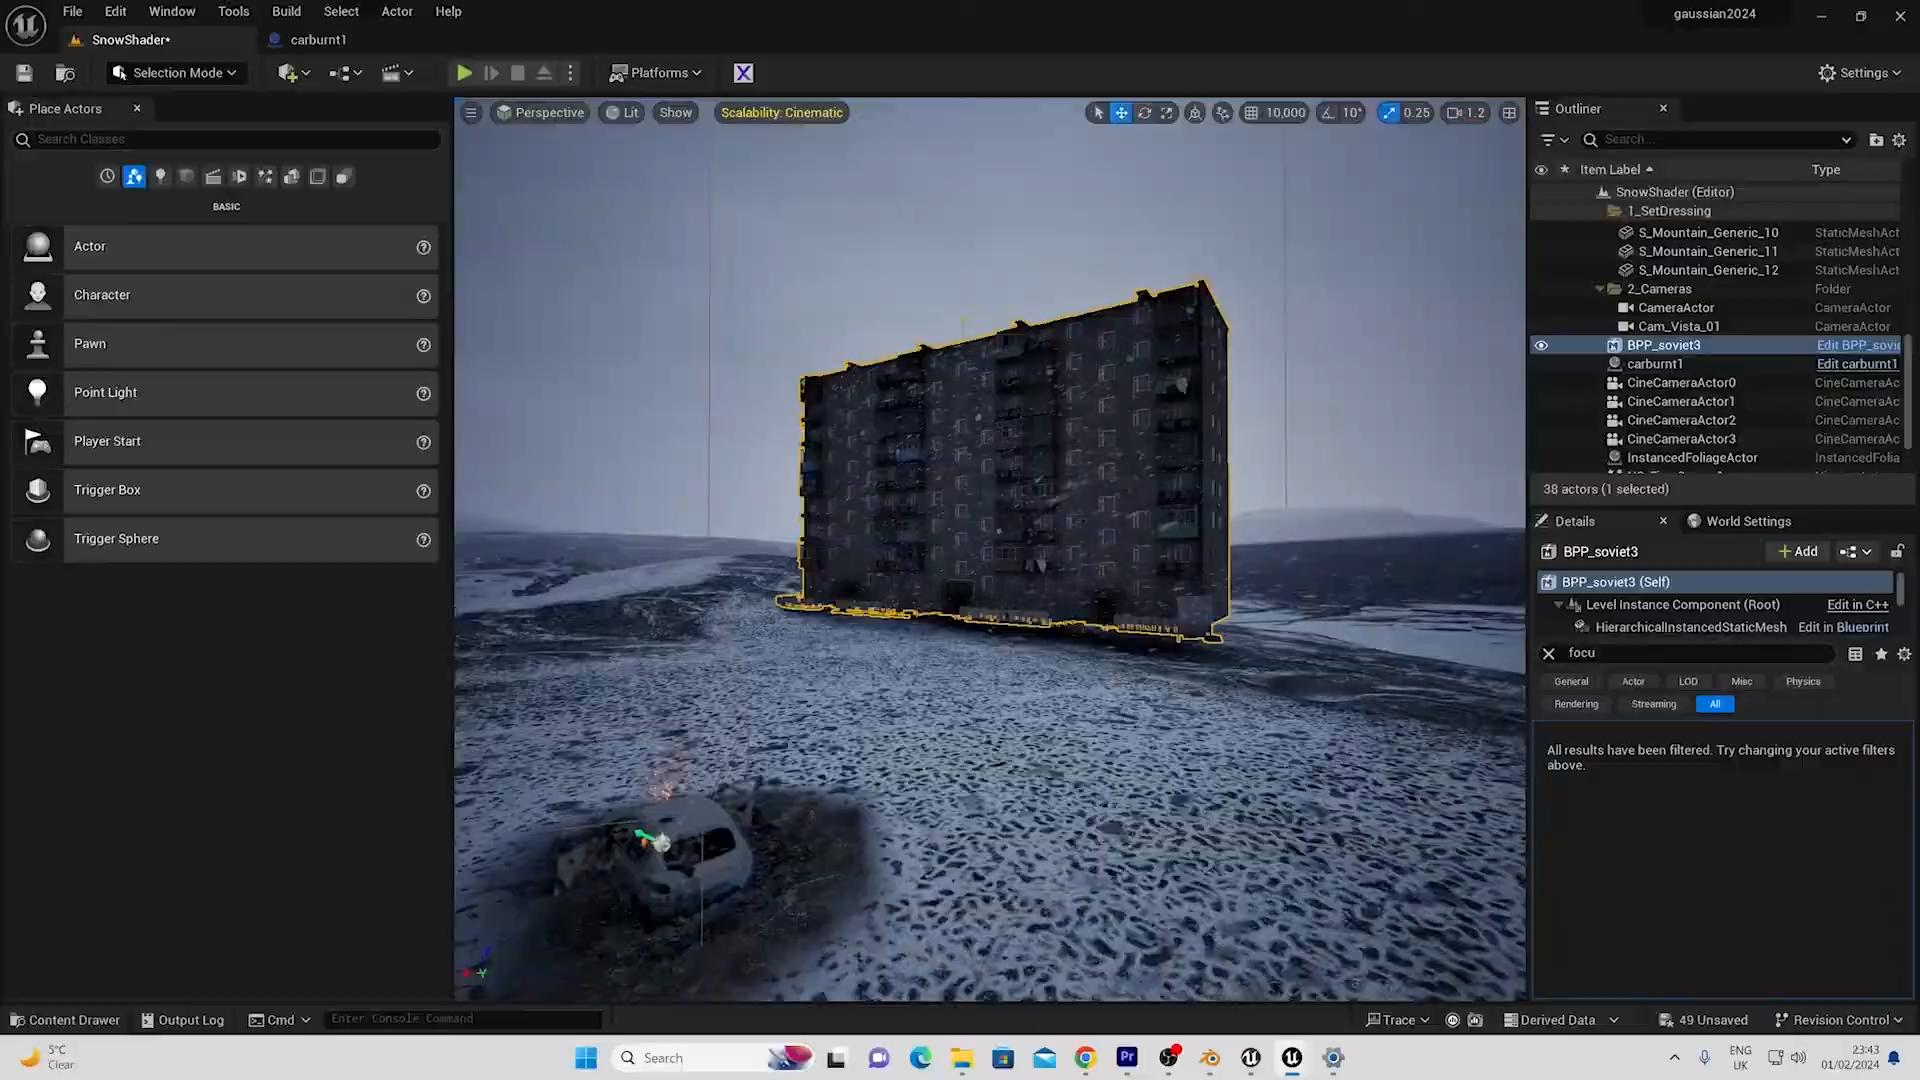 File Edit Window Tools Build Select Actor Help
gaussian2024
SnowShader*
carburnt1
Selection Mode
Platforms
Settings
Place Actors
Search Classes
BASIC
Actor
Character
Pawn
Point Light
Player Start
Trigger Box
Trigger Sphere
Perspective
Lit
Show
Scalability: Cinematic
10,000
10°
0.25
1.2
Outliner
Search...
Item Label
Type
SnowShader (Editor)
1_SetDressing
S_Mountain_Generic_10 StaticMeshAct
S_Mountain_Generic_11 StaticMeshAct
S_Mountain_Generic_12 StaticMeshAct
2_Cameras Folder
CameraActor CameraActor
Cam_Vista_01 CameraActor
BPP_soviet3 Edit BPP_sovie
carburnt1 Edit carburnt1
CineCameraActor0 CineCameraAc
CineCameraActor1 CineCameraAc
CineCameraActor2 CineCameraAc
CineCameraActor3 CineCameraAc
InstancedFoliageActor InstancedFolia
38 actors (1 selected)
Details
World Settings
BPP_soviet3
Add
BPP_soviet3 (Self)
Level Instance Component (Root) Edit in C++
HierarchicalInstancedStaticMesh Edit in Blueprint
focu
General Actor LOD Misc Physics
Rendering Streaming All
All results have been filtered. Try changing your active filters
above.
Content Drawer
Output Log
Cmd
Enter Console Command
Trace
Derived Data
49 Unsaved
Revision Control
5°C
Clear
Search
Pr
ENG
UK
23:43
01/02/2024